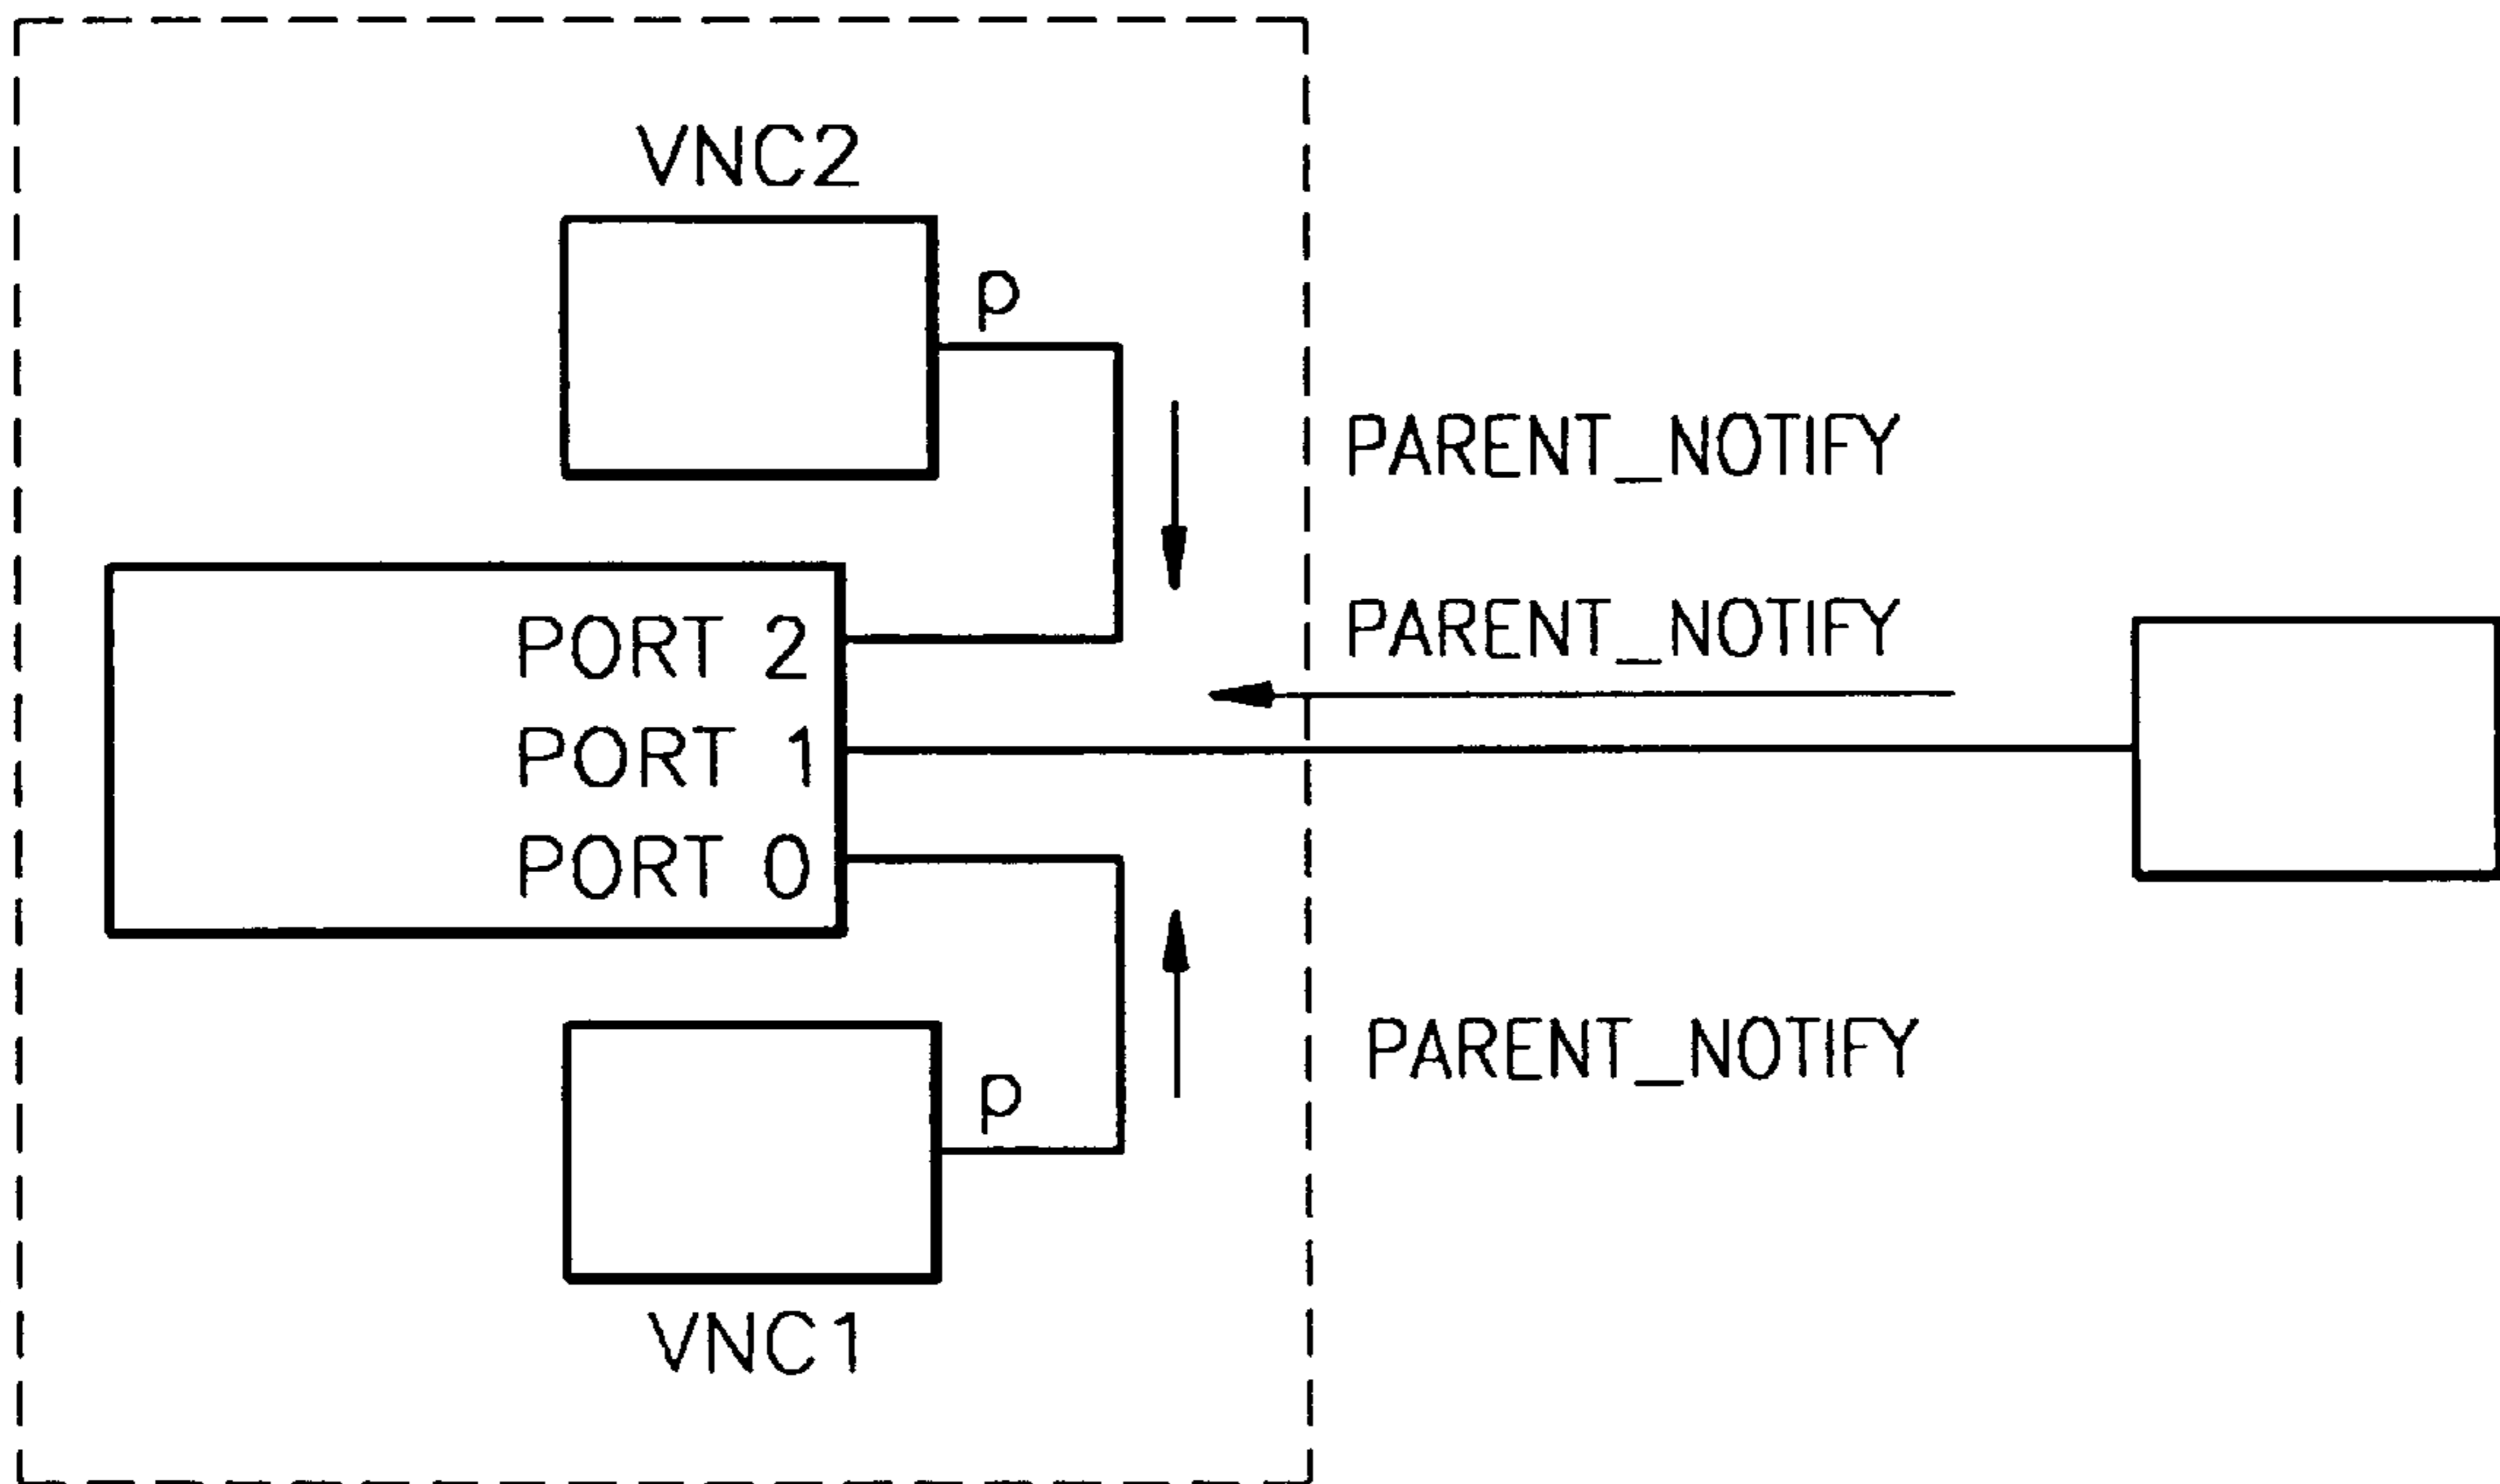 VNC2
p
PARENT_NOTIFY
PARENT_NOTIFY
PORT 2
PORT 1
PORT 0
PARENT_NOTIFY
p
VNC1